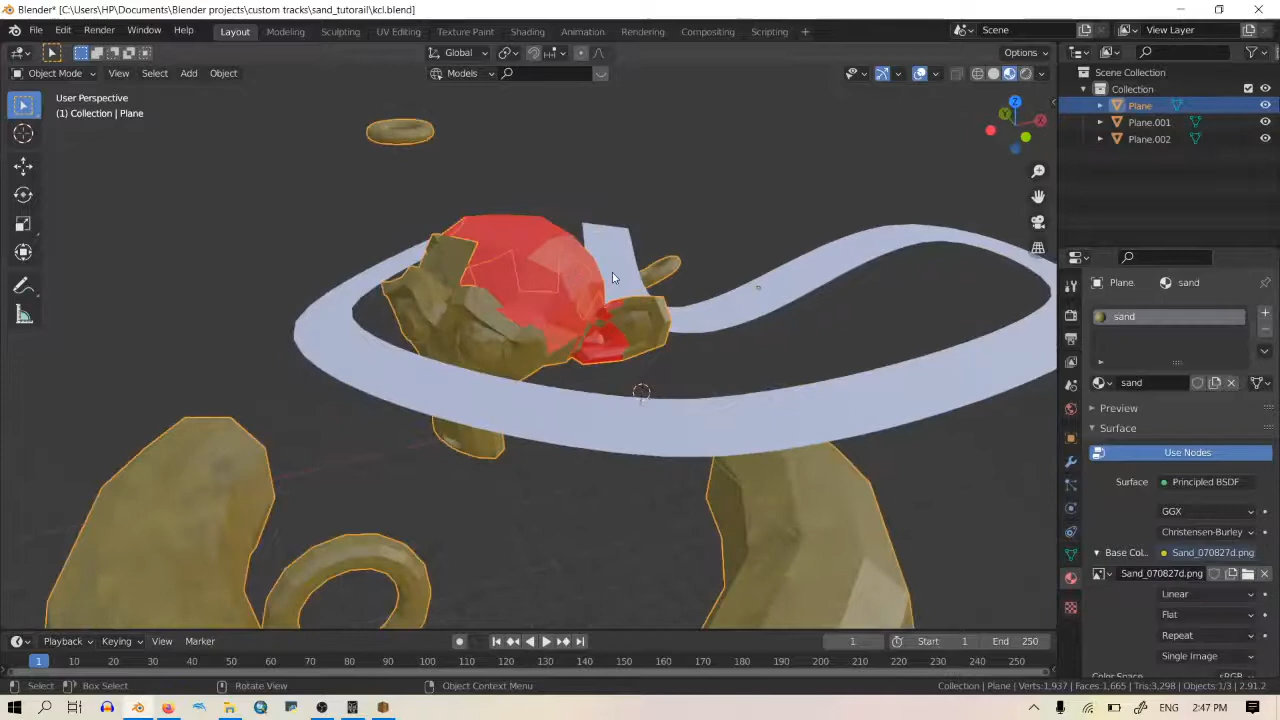 Blender* [C:\Users\HP\Documents\Blender projects\custom tracks\sand_tutorail\kcl.blend]
File Edit Render Window Help Layout Modeling Sculpting UV Editing Texture Paint Shading Animation Rendering Compositing Scripting + Scene View Layer
Global Options
Object Mode View Select Add Object Models
User Perspective
(1) Collection | Plane
Scene Collection
Collection
Plane
Plane.001
Plane.002
Z
Y
X
Plane sand
sand
sand
Preview
Surface
Use Nodes
Surface Principled BSDF
GGX
Christensen-Burley
Base Col.. Sand_070827d.png
Sand_070827d.png
Linear
Flat
Repeat
Single Image
Playback Keying View Marker 1 Start 1 End 250
1 10 20 30 40 50 60 70 80 90 100 110 120 130 140 150 160 170 180 190 200 210 220 230 240 250
Select Box Select Rotate View Object Context Menu Collection | Plane | Verts:1,937 | Faces:1,665 | Tris:3,298 | Objects:1/3 | 2.91.2
ENG 2:47 PM